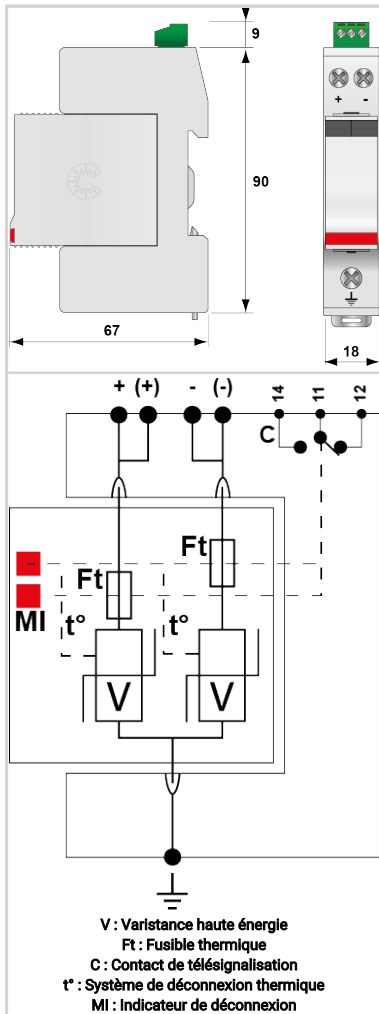 9
+ -
90
67
18
+ (+) - (-) 14 11 12
C
Ft
Ft
MI
t° t°
V V
V : Varistance haute énergie
Ft : Fusible thermique
C : Contact de télésignalisation
t° : Système de déconnexion thermique
MI : Indicateur de déconnexion